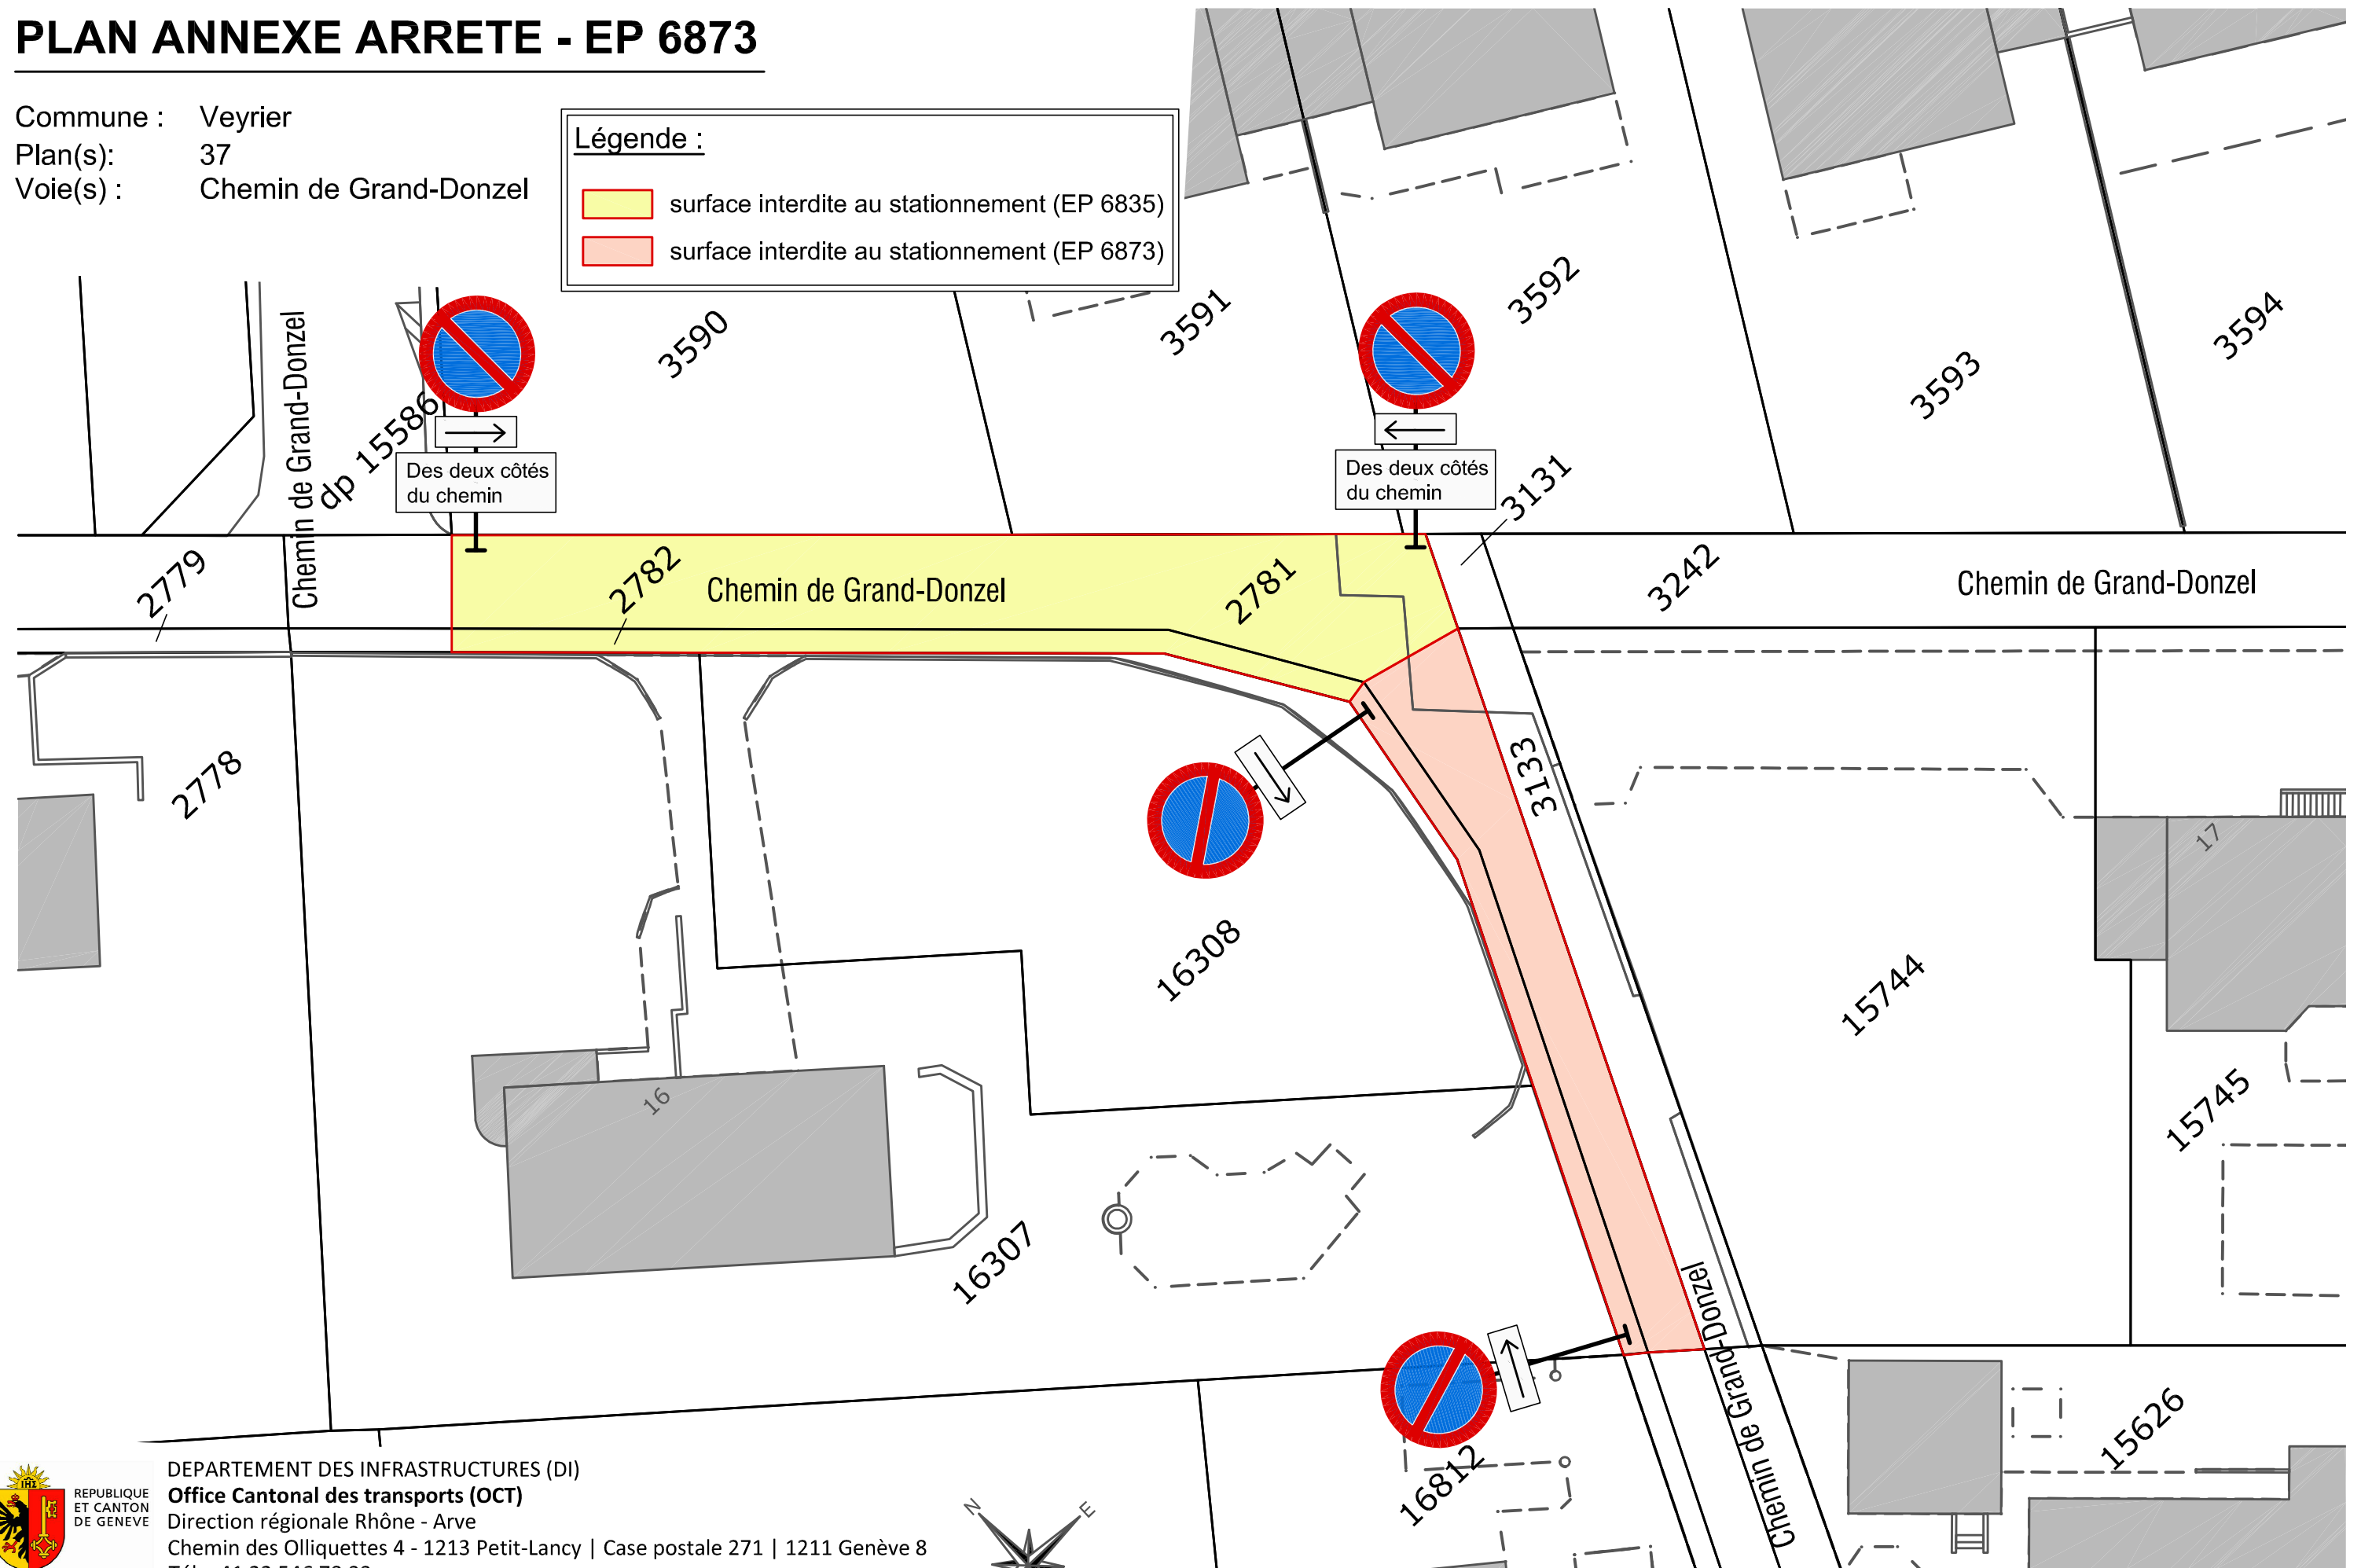 PLAN ANNEXE ARRETE - EP 6873
Commune : Veyrier
Plan(s): 37
Voie(s) : Chemin de Grand-Donzel
Légende :
surface interdite au stationnement (EP 6835)
surface interdite au stationnement (EP 6873)
3590
3591
3592
3593
3594
Chemin de Grand-Donzel
dp 15586
Des deux côtés
du chemin
Des deux côtés
du chemin
3131
2779
2782
Chemin de Grand-Donzel
2781
3242
Chemin de Grand-Donzel
2778
3133
17
16308
15744
16
15745
16307
Chemin de Grand-Donzel
Chemin de Grand-Donzel
15626
16812
REPUBLIQUE
ET CANTON
DE GENEVE
DEPARTEMENT DES INFRASTRUCTURES (DI)
Office Cantonal des transports (OCT)
Direction régionale Rhône - Arve
Chemin des Olliquettes 4 - 1213 Petit-Lancy | Case postale 271 | 1211 Genève 8
N
E
IHS